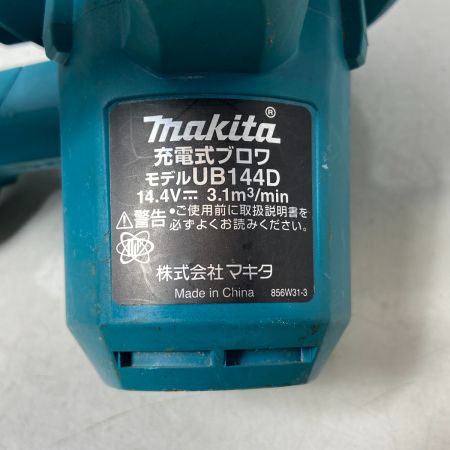 makita®
充電式ブロワ
モデルUB144D
14.4V⎓ 3.1m³/min
⚠警告 •ご使用前に取扱説明書を
必ずよくお読みください。
株式会社マキタ
Made in China 856W31-3